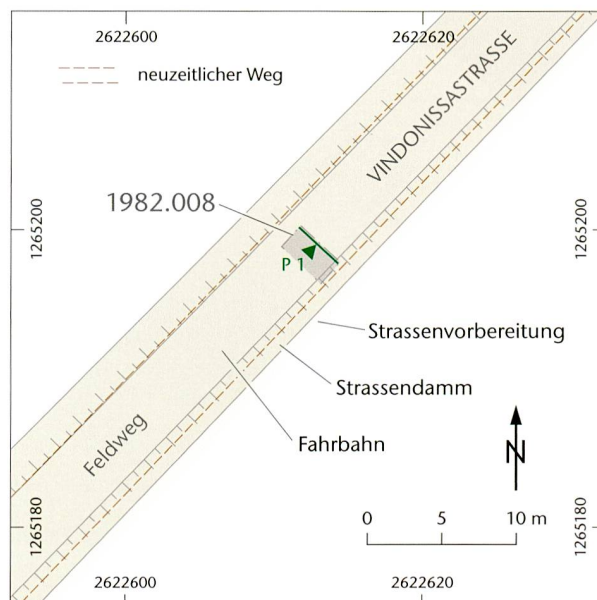 2622600
2622620
neuzeitlicher Weg
VINDONISSASTRASSE
1982.008
1265200
1265200
P 1
Strassenvorbereitung
Strassendamm
Fahrbahn
Feldweg
N
0 5 10 m
1265180
1265180
2622600
2622620